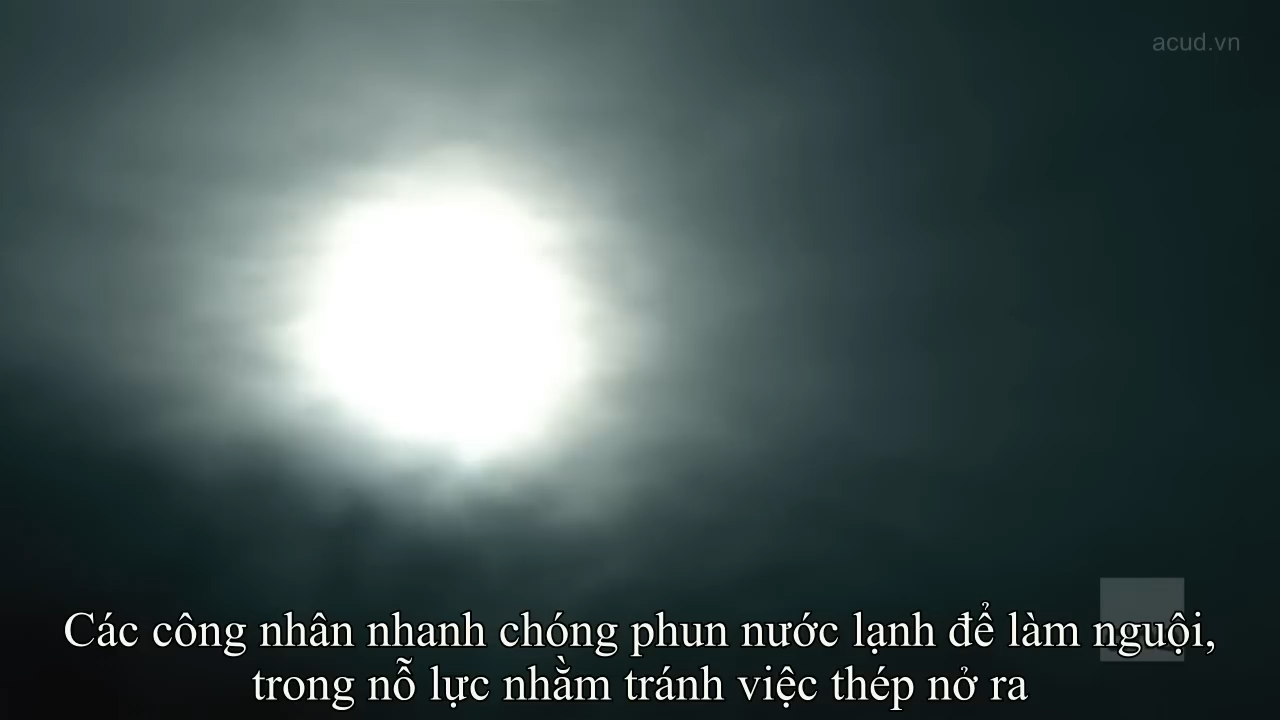 acud.vn
Các công nhân nhanh chóng phun nước lạnh để làm nguội,
trong nỗ lực nhằm tránh việc thép nở ra